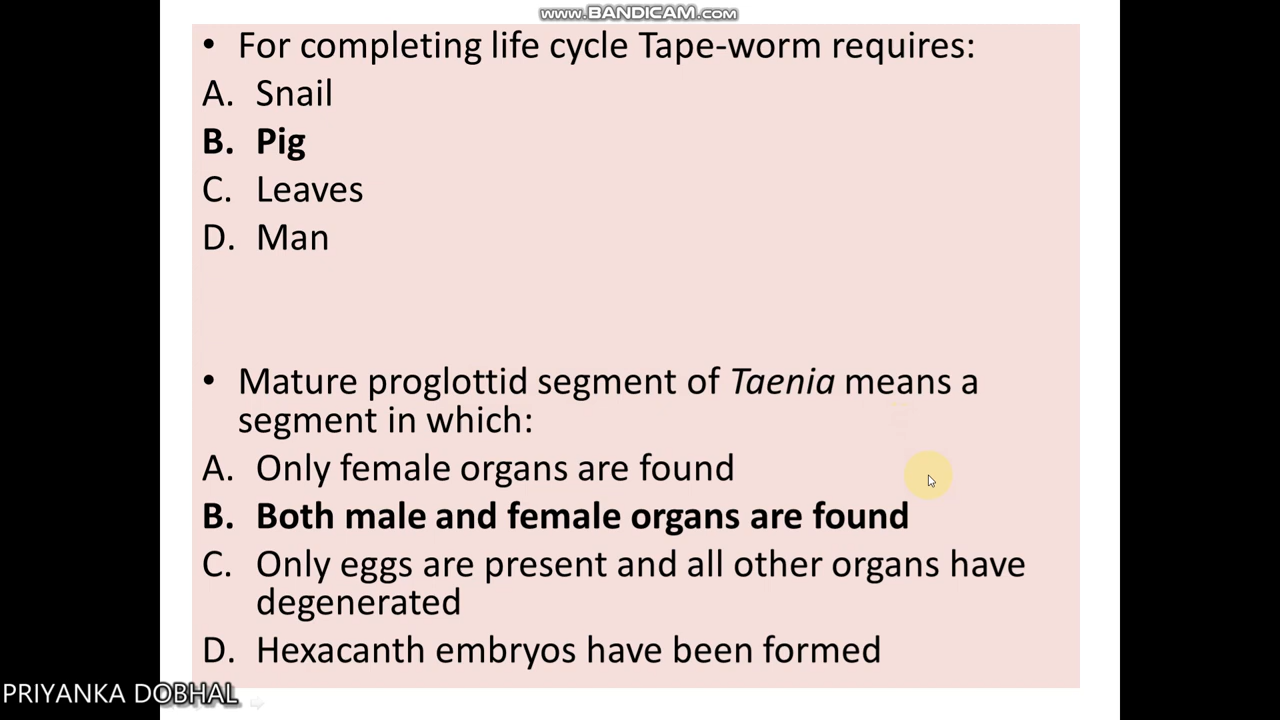 www.BANDICAM.com
• For completing life cycle Tape-worm requires:
A. Snail
B. Pig
C. Leaves
D. Man
• Mature proglottid segment of Taenia means a
segment in which:
A. Only female organs are found
B. Both male and female organs are found
C. Only eggs are present and all other organs have
degenerated
D. Hexacanth embryos have been formed
PRIYANKA DOBHAL